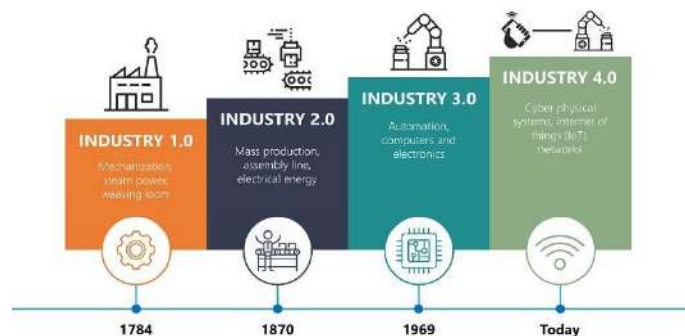 INDUSTRY 1.0
Mechanization,
steam power,
weaving loom
INDUSTRY 2.0
Mass production,
assembly line,
electrical energy
INDUSTRY 3.0
Automation,
computers and
electronics
INDUSTRY 4.0
Cyber physical
systems, internet of
things (IoT),
networks
1784
1870
1969
Today